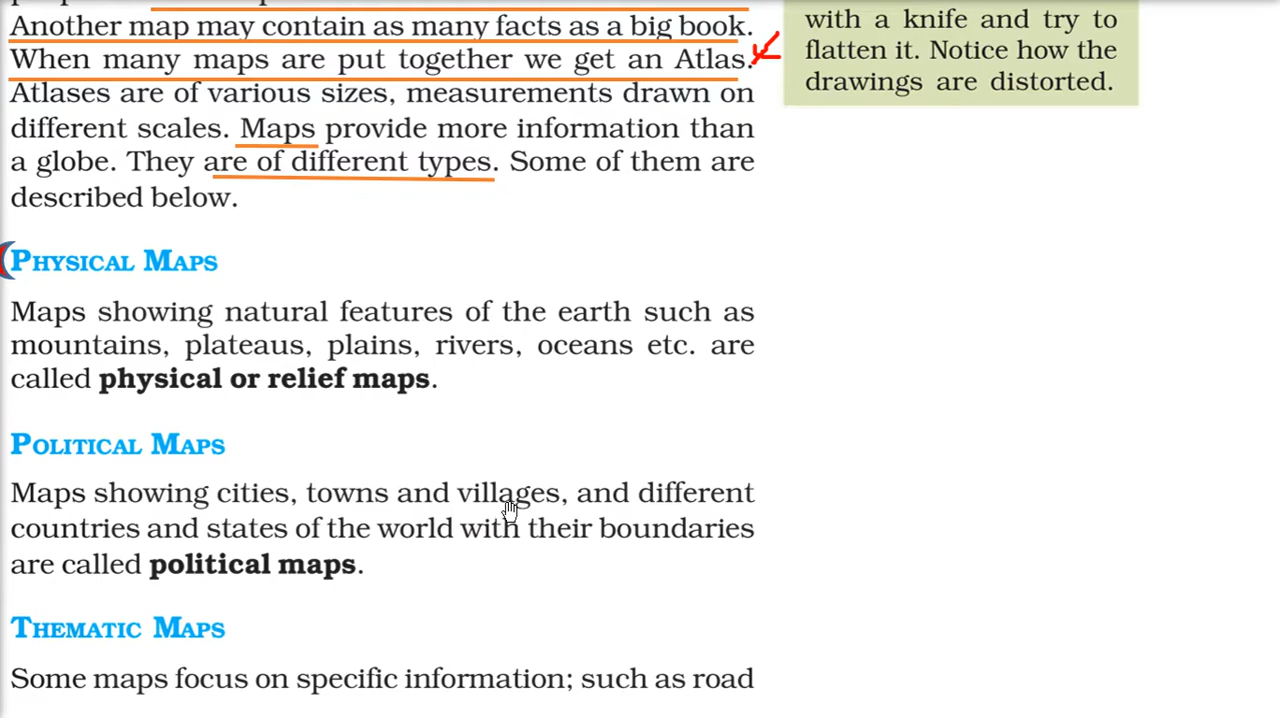 Another map may contain as many facts as a big book.
When many maps are put together we get an Atlas.
Atlases are of various sizes, measurements drawn on
different scales. Maps provide more information than
a globe. They are of different types. Some of them are
described below.
PHYSICAL MAPS
Maps showing natural features of the earth such as
mountains, plateaus, plains, rivers, oceans etc. are
called physical or relief maps.
POLITICAL MAPS
Maps showing cities, towns and villages, and different
countries and states of the world with their boundaries
are called political maps.
THEMATIC MAPS
Some maps focus on specific information; such as road
with a knife and try to
flatten it. Notice how the
drawings are distorted.